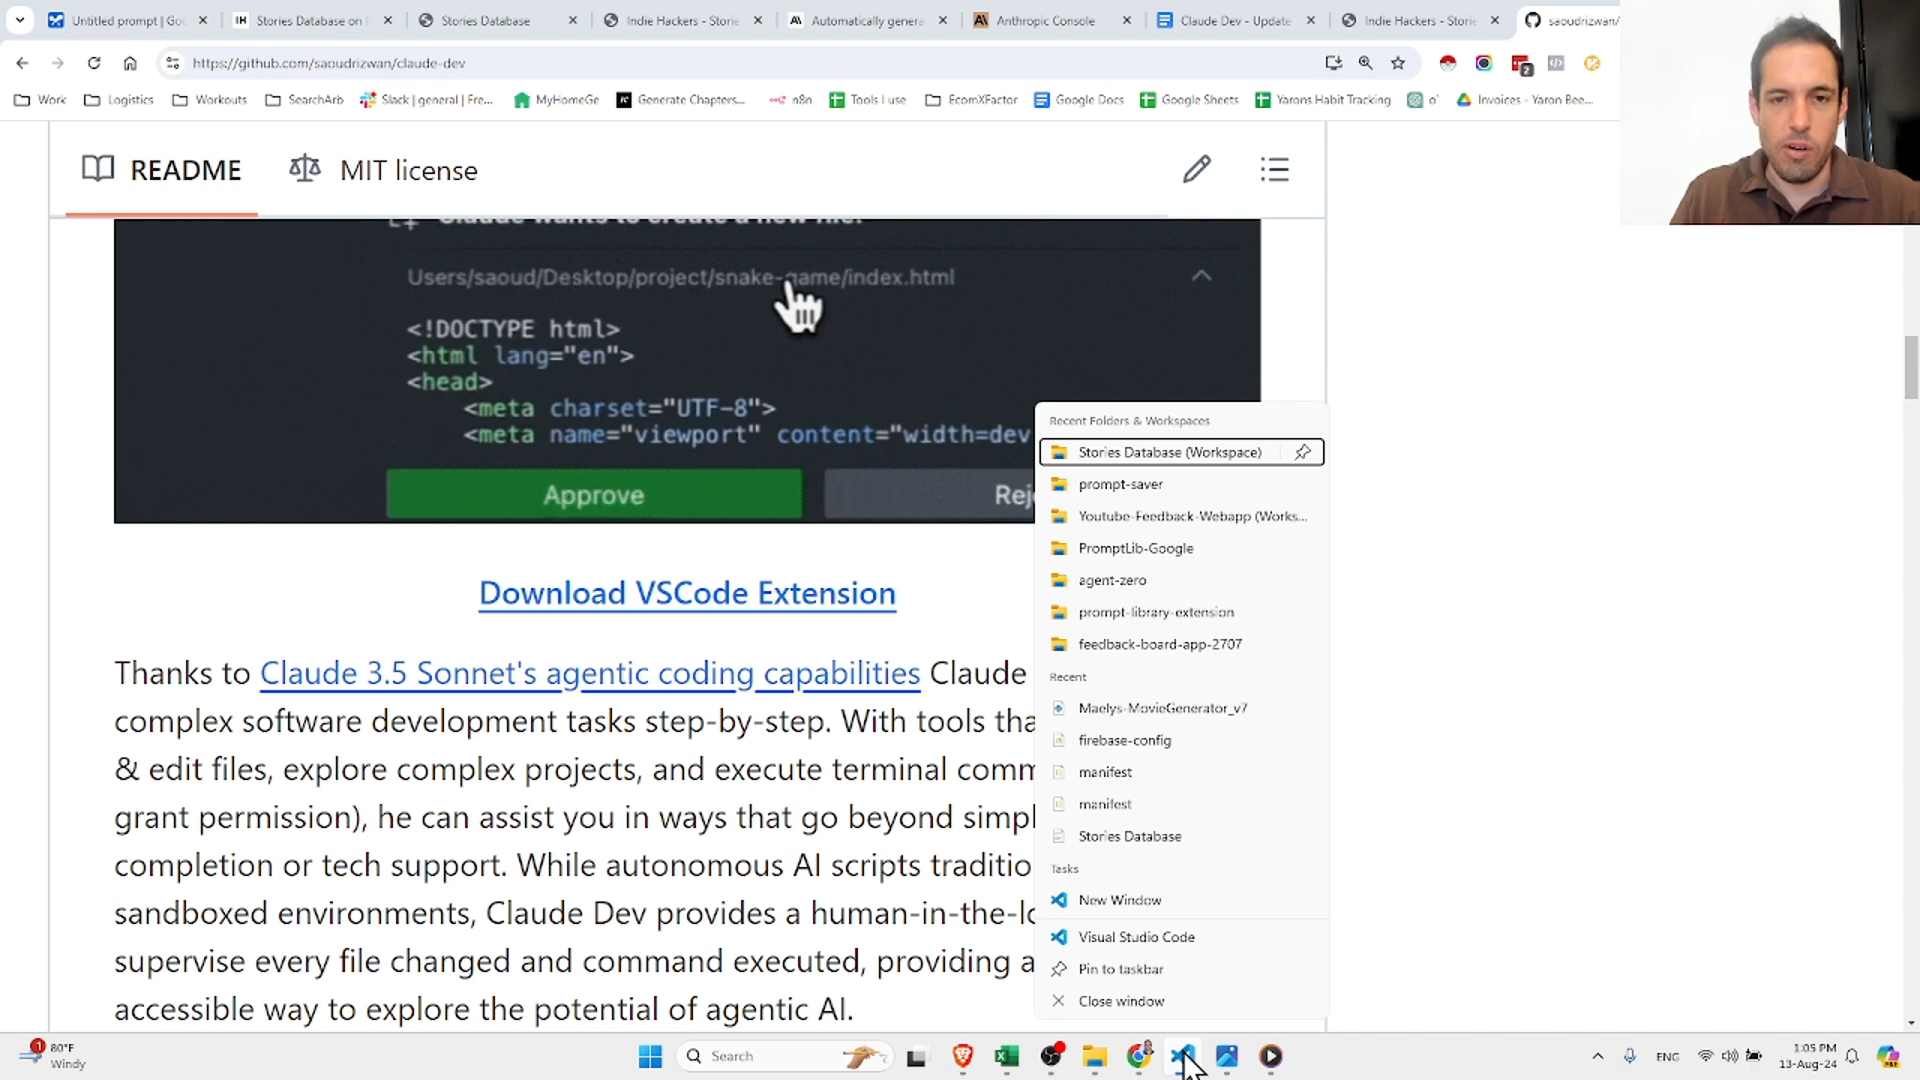 Untitled prompt | Go
Stories Database on
Stories Database
Indie Hackers - Storie
Automatically genera
Anthropic Console
Claude Dev - Update
Indie Hackers - Storie
saoudrizwan/
https://github.com/saoudrizwan/claude-dev
2
Work
Logistics
Workouts
SearchArb
Slack | general | Fre...
MyHomeGe
Generate Chapters...
n8n
Tools I use
EcomXFactor
Google Docs
Google Sheets
Yarons Habit Tracking
o'
Invoices - Yaron Bee...
README
MIT license
Claude wants to create a new file:
Users/saoud/Desktop/project/snake-game/index.html
<!DOCTYPE html>
<html lang="en">
<head>
<meta charset="UTF-8">
<meta name="viewport" content="width=dev
Approve
Rej
Download VSCode Extension
Thanks to Claude 3.5 Sonnet's agentic coding capabilities Claude
complex software development tasks step-by-step. With tools tha
& edit files, explore complex projects, and execute terminal comm
grant permission), he can assist you in ways that go beyond simpl
completion or tech support. While autonomous AI scripts traditio
sandboxed environments, Claude Dev provides a human-in-the-lo
supervise every file changed and command executed, providing a
accessible way to explore the potential of agentic AI.
Recent Folders & Workspaces
Stories Database (Workspace)
prompt-saver
Youtube-Feedback-Webapp (Works...
PromptLib-Google
agent-zero
prompt-library-extension
feedback-board-app-2707
Recent
Maelys-MovieGenerator_v7
firebase-config
manifest
manifest
Stories Database
Tasks
New Window
Visual Studio Code
Pin to taskbar
Close window
1
80°F
Windy
Search
ENG
1:05 PM
13-Aug-24